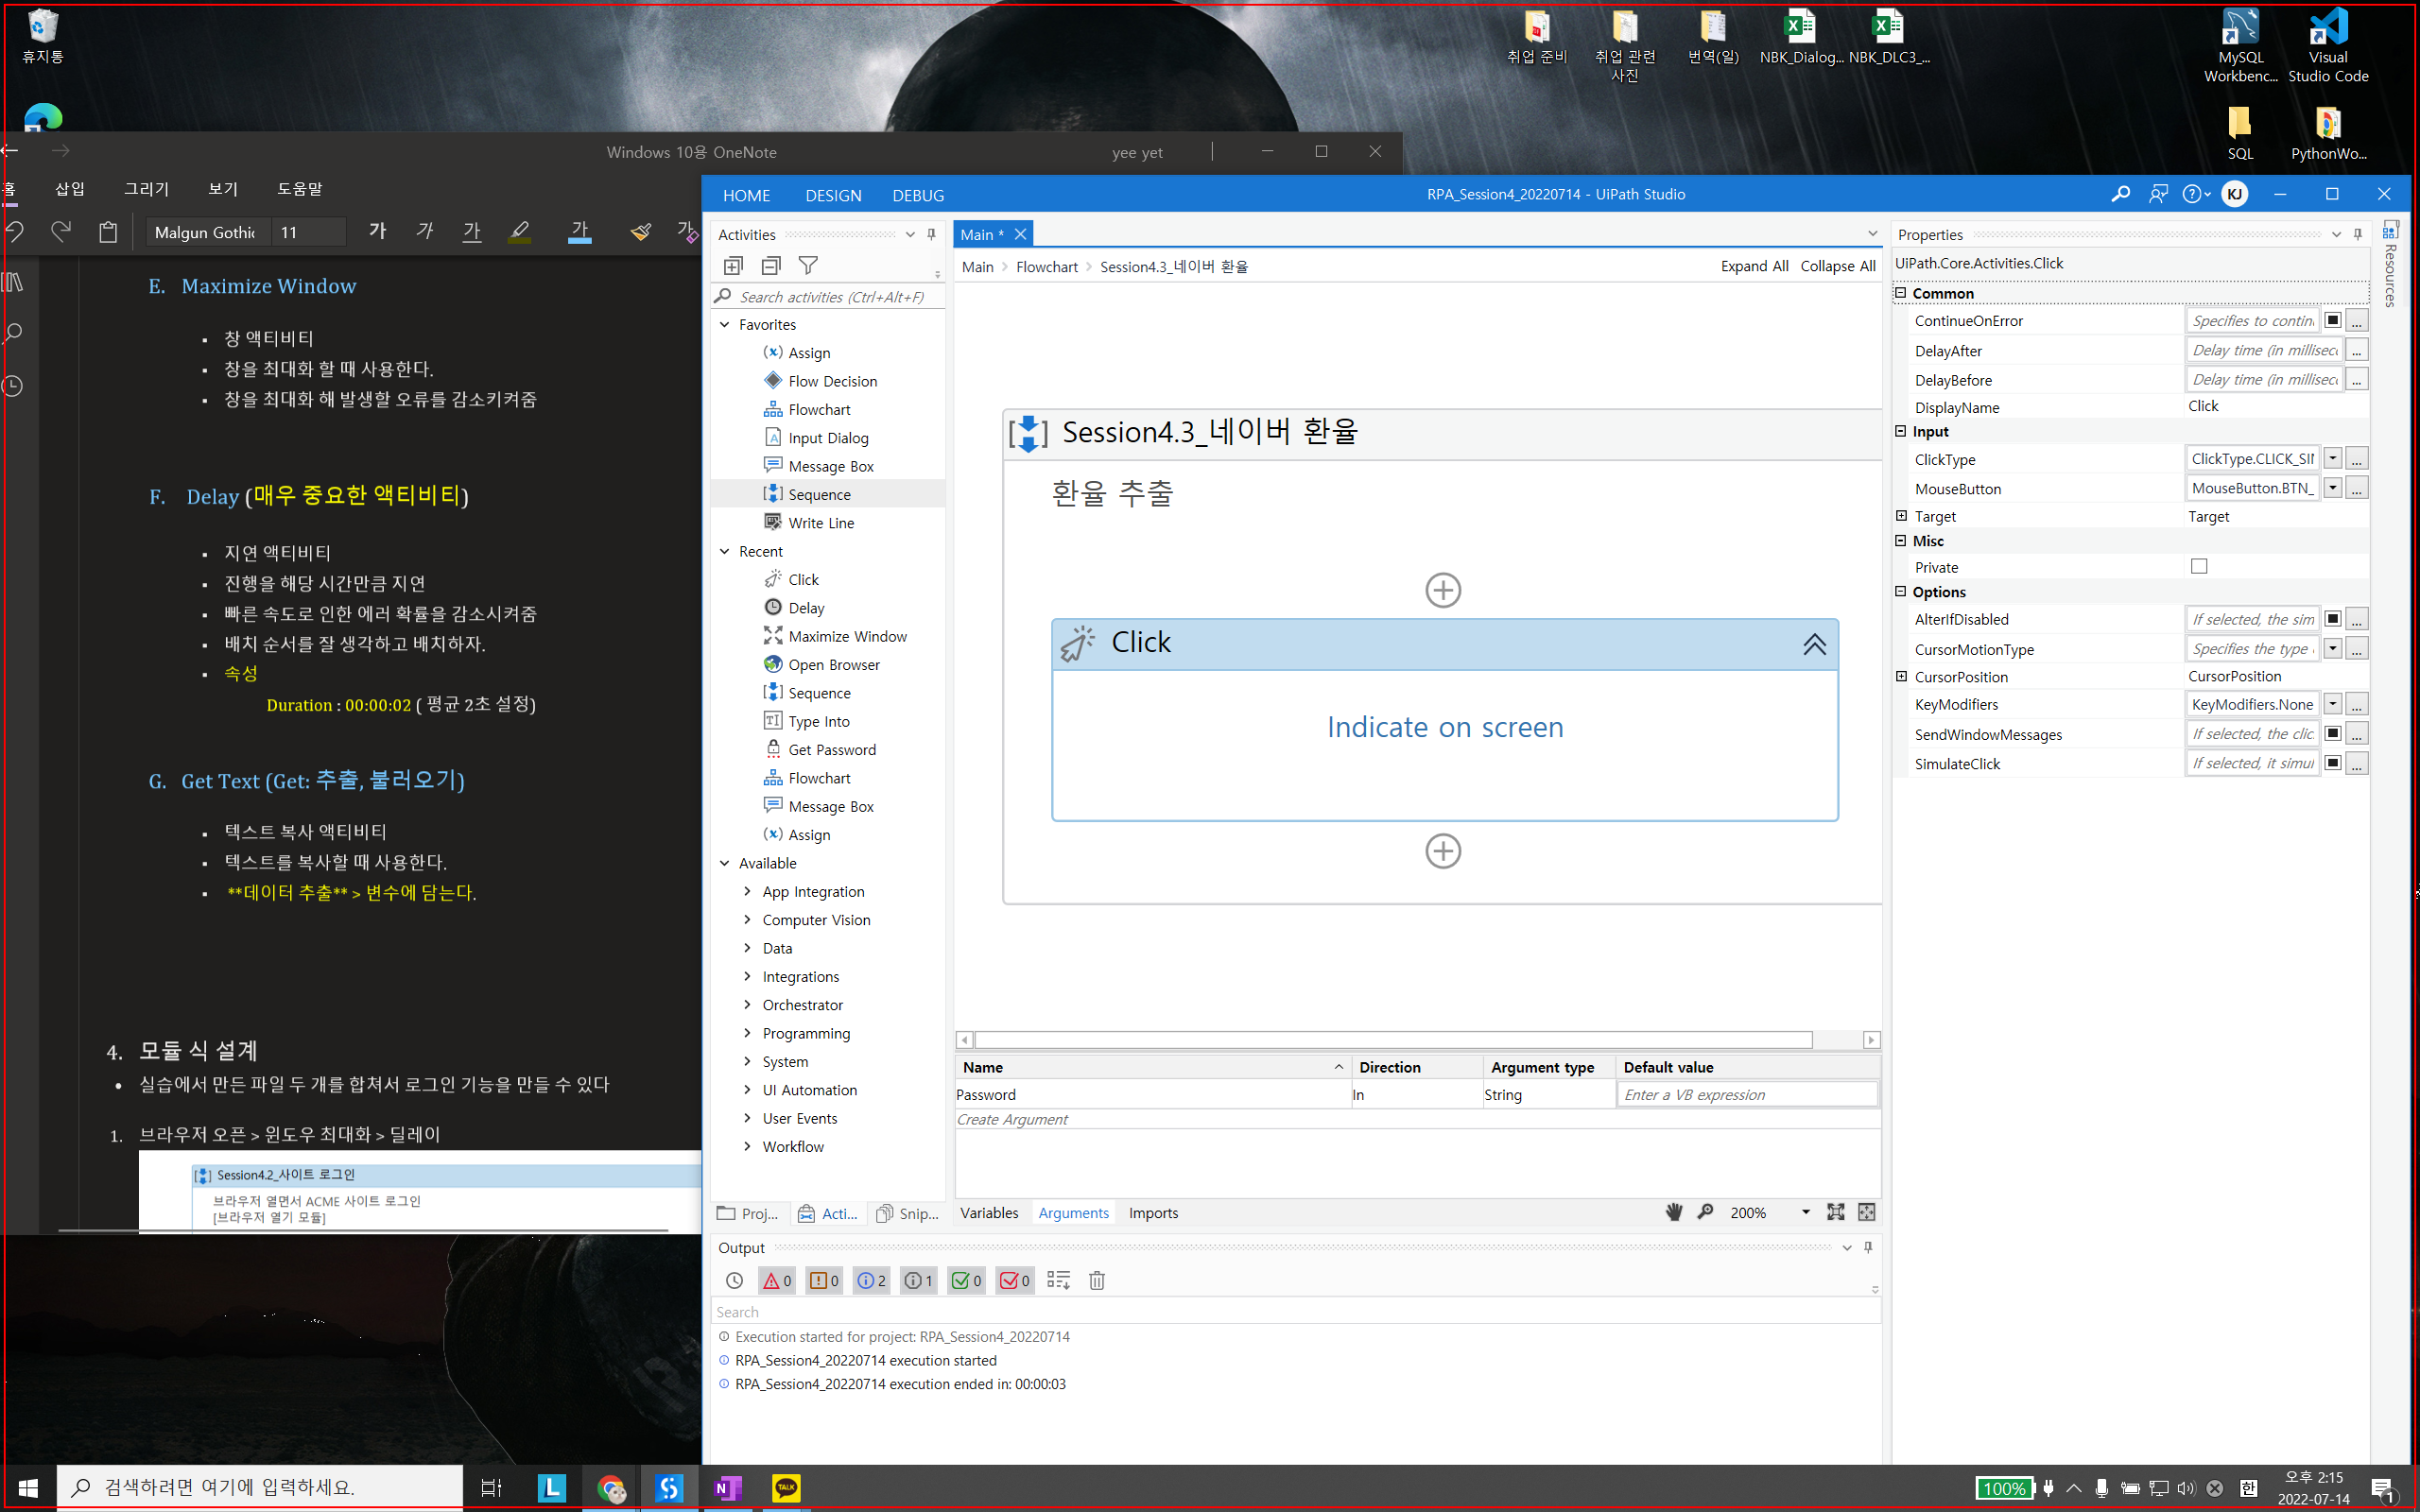 휴지통
취업 준비
취업 관련
사진
번역(일)
NBK_Dialog...
NBK_DLC3_...
MySQL
Workbenc...
Visual
Studio Code
SQL
PythonWo...
Windows 10용 OneNote
yee yet
홈
삽입
그리기
보기
도움말
Malgun Gothic
11
가
가
가
가
가
E. Maximize Window
▪ 창 액티비티
▪ 창을 최대화 할 때 사용한다.
▪ 창을 최대화 해 발생할 오류를 감소키켜줌
F. Delay (매우 중요한 액티비티)
▪ 지연 액티비티
▪ 진행을 해당 시간만큼 지연
▪ 빠른 속도로 인한 에러 확률을 감소시켜줌
▪ 배치 순서를 잘 생각하고 배치하자.
▪ 속성
Duration : 00:00:02 ( 평균 2초 설정)
G. Get Text (Get: 추출, 불러오기)
▪ 텍스트 복사 액티비티
▪ 텍스트를 복사할 때 사용한다.
▪ **데이터 추출** > 변수에 담는다.
4. 모듈 식 설계
• 실습에서 만든 파일 두 개를 합쳐서 로그인 기능을 만들 수 있다
1. 브라우저 오픈 > 윈도우 최대화 > 딜레이
Session4.2_사이트 로그인
브라우저 열면서 ACME 사이트 로그인
[브라우저 열기 모듈]
HOME
DESIGN
DEBUG
RPA_Session4_20220714 - UiPath Studio
KJ
Activities
Search activities (Ctrl+Alt+F)
Favorites
Assign
Flow Decision
Flowchart
Input Dialog
Message Box
Sequence
Write Line
Recent
Click
Delay
Maximize Window
Open Browser
Sequence
Type Into
Get Password
Flowchart
Message Box
Assign
Available
App Integration
Computer Vision
Data
Integrations
Orchestrator
Programming
System
UI Automation
User Events
Workflow
Proj...
Acti...
Snip...
Main *
Main > Flowchart > Session4.3_네이버 환율
Expand All
Collapse All
Session4.3_네이버 환율
환율 추출
Click
Indicate on screen
Name Direction Argument type Default value
Password In String Enter a VB expression
Create Argument
Variables
Arguments
Imports
200%
Output
0
0
2
1
0
0
Search
Execution started for project: RPA_Session4_20220714
RPA_Session4_20220714 execution started
RPA_Session4_20220714 execution ended in: 00:00:03
Properties
Resources
UiPath.Core.Activities.Click
Common
ContinueOnError Specifies to contin
...
DelayAfter Delay time (in millisec
...
DelayBefore Delay time (in millisec
...
DisplayName Click
Input
ClickType ClickType.CLICK_SIN
...
MouseButton MouseButton.BTN_
...
Target Target
Misc
Private
Options
AlterIfDisabled If selected, the sim
...
CursorMotionType Specifies the type
...
CursorPosition CursorPosition
KeyModifiers KeyModifiers.None
...
SendWindowMessages If selected, the clic
...
SimulateClick If selected, it simul
...
검색하려면 여기에 입력하세요.
L
N
TALK
100%
한
오후 2:15
2022-07-14
1